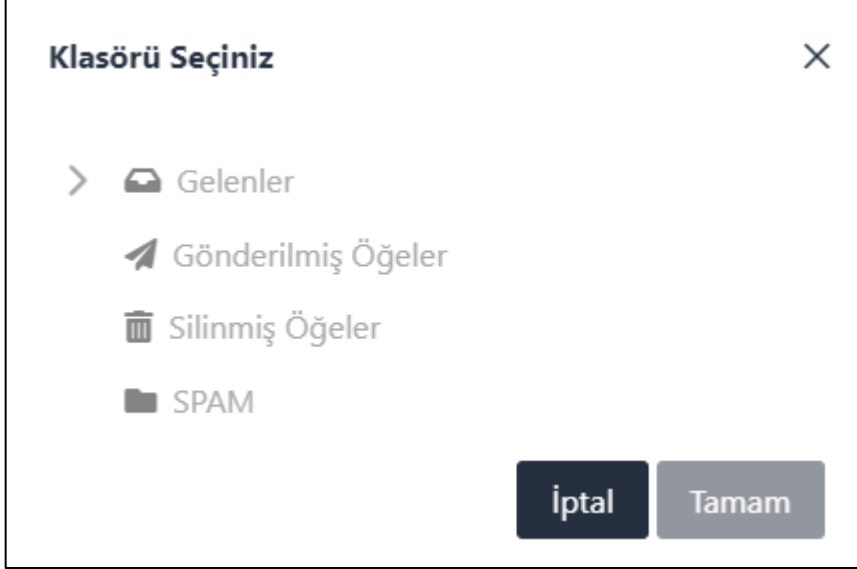 Klasörü Seçiniz
Gelenler
Gönderilmiş Öğeler
Silinmiş Öğeler
SPAM
İptal
Tamam